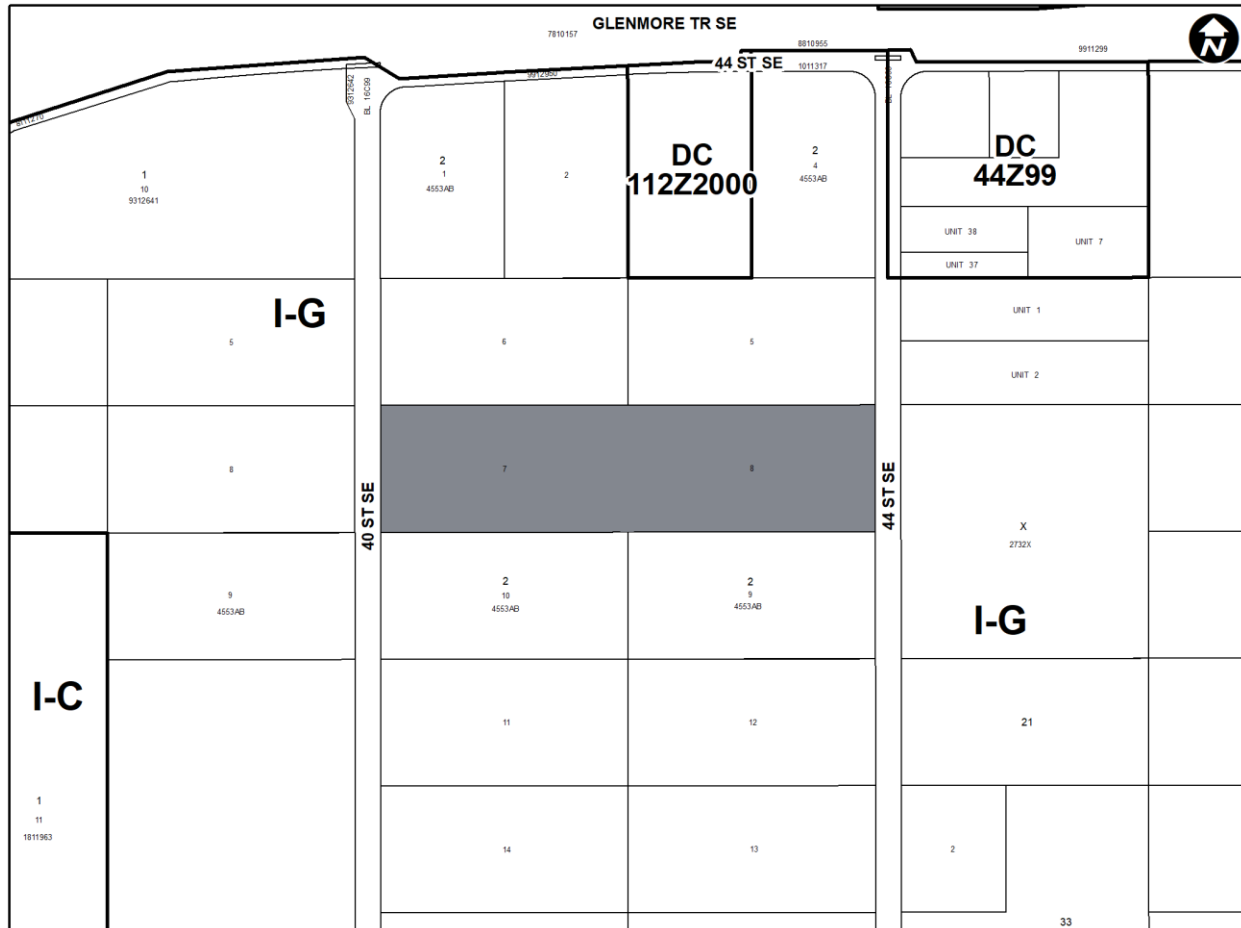 GLENMORE TR SE
7810157
N
8810955
9911299
44 ST SE
1011317
9912950
9312642
BL 16C99
8111270
1
10
9312641
2
1
4553AB
2
DC
112Z2000
2
4
4553AB
DC
44Z99
UNIT 38
UNIT 7
UNIT 37
I-G
5
6
5
UNIT 1
UNIT 2
8
7
8
40 ST SE
44 ST SE
X
2732X
9
4553AB
2
10
4553AB
2
9
4553AB
I-G
I-C
11
12
21
1
11
1811963
14
13
2
33